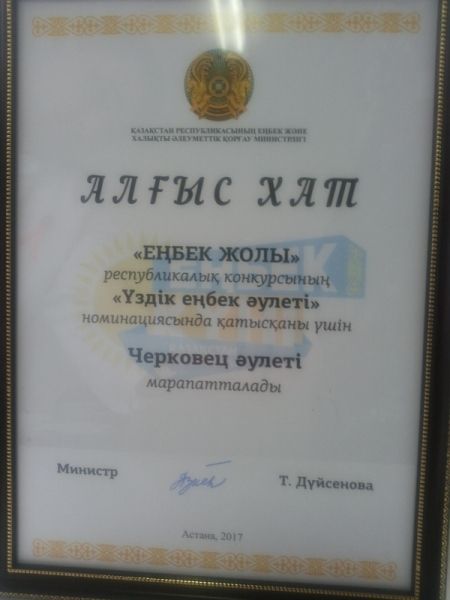 ҚАЗАҚСТАН РЕСПУБЛИКАСЫНЫҢ ЕҢБЕК ЖӘНЕ
ХАЛЫҚТЫ ӘЛЕУМЕТТІК ҚОРҒАУ МИНИСТРЛІГІ
АЛҒЫС ХАТ
«ЕҢБЕК ЖОЛЫ»
республикалық конкурсының
«Үздік еңбек әулеті»
номинациясында қатысқаны үшін
Черковец әулеті
марапатталады
Министр Т. Дүйсенова
Астана, 2017